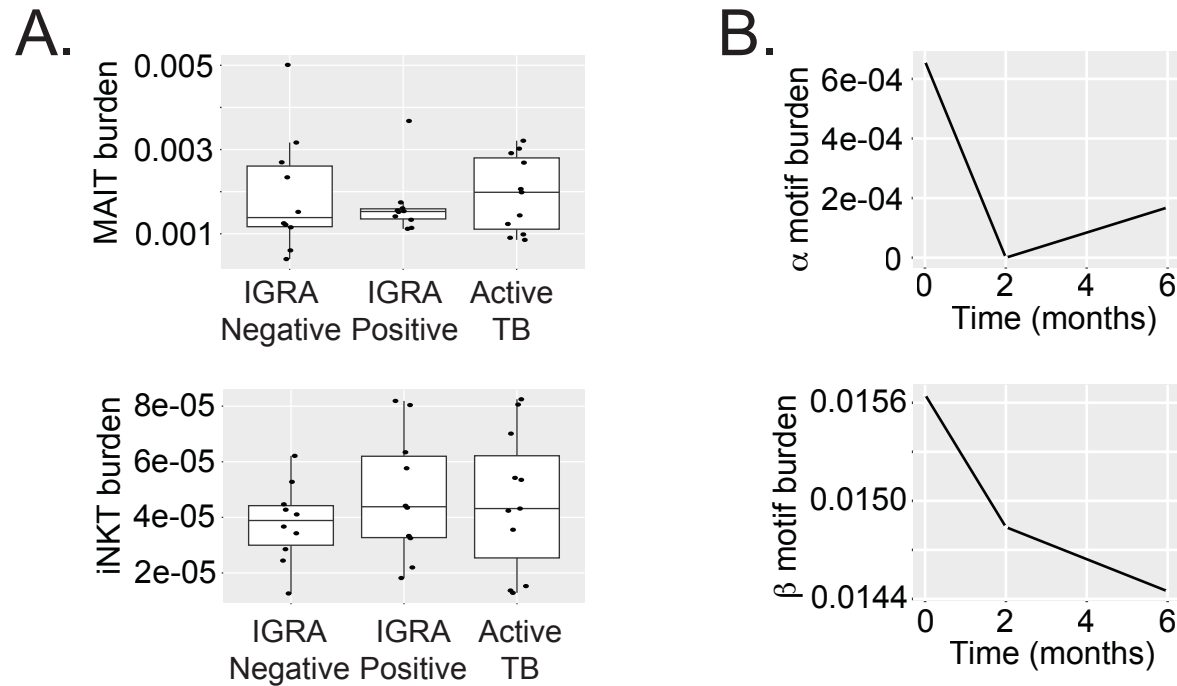 A.
MAIT burden
0.005
0.003
0.001
IGRA Negative
IGRA Positive
Active TB
iNKT burden
8e-05
6e-05
4e-05
2e-05
IGRA Negative
IGRA Positive
Active TB
B.
α motif burden
6e-04
4e-04
2e-04
0
0 2 4 6
Time (months)
β motif burden
0.0156
0.0150
0.0144
0 2 4 6
Time (months)